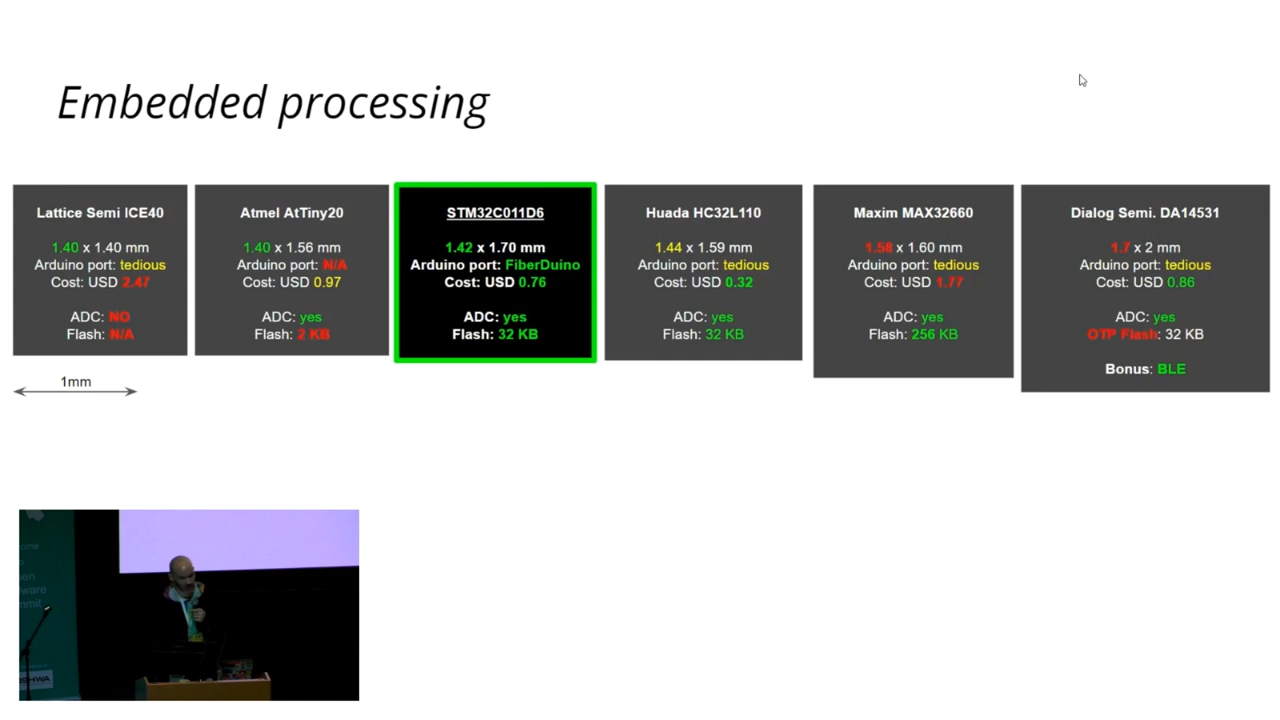 Embedded processing
Lattice Semi ICE40
1.40 x 1.40 mm
Arduino port: tedious
Cost: USD 2.47
ADC: NO
Flash: N/A
Atmel AtTiny20
1.40 x 1.56 mm
Arduino port: N/A
Cost: USD 0.97
ADC: yes
Flash: 2 KB
STM32C011D6
1.42 x 1.70 mm
Arduino port: FiberDuino
Cost: USD 0.76
ADC: yes
Flash: 32 KB
Huada HC32L110
1.44 x 1.59 mm
Arduino port: tedious
Cost: USD 0.32
ADC: yes
Flash: 32 KB
Maxim MAX32660
1.58 x 1.60 mm
Arduino port: tedious
Cost: USD 1.77
ADC: yes
Flash: 256 KB
Dialog Semi. DA14531
1.7 x 2 mm
Arduino port: tedious
Cost: USD 0.86
ADC: yes
OTP Flash: 32 KB
Bonus: BLE
1mm